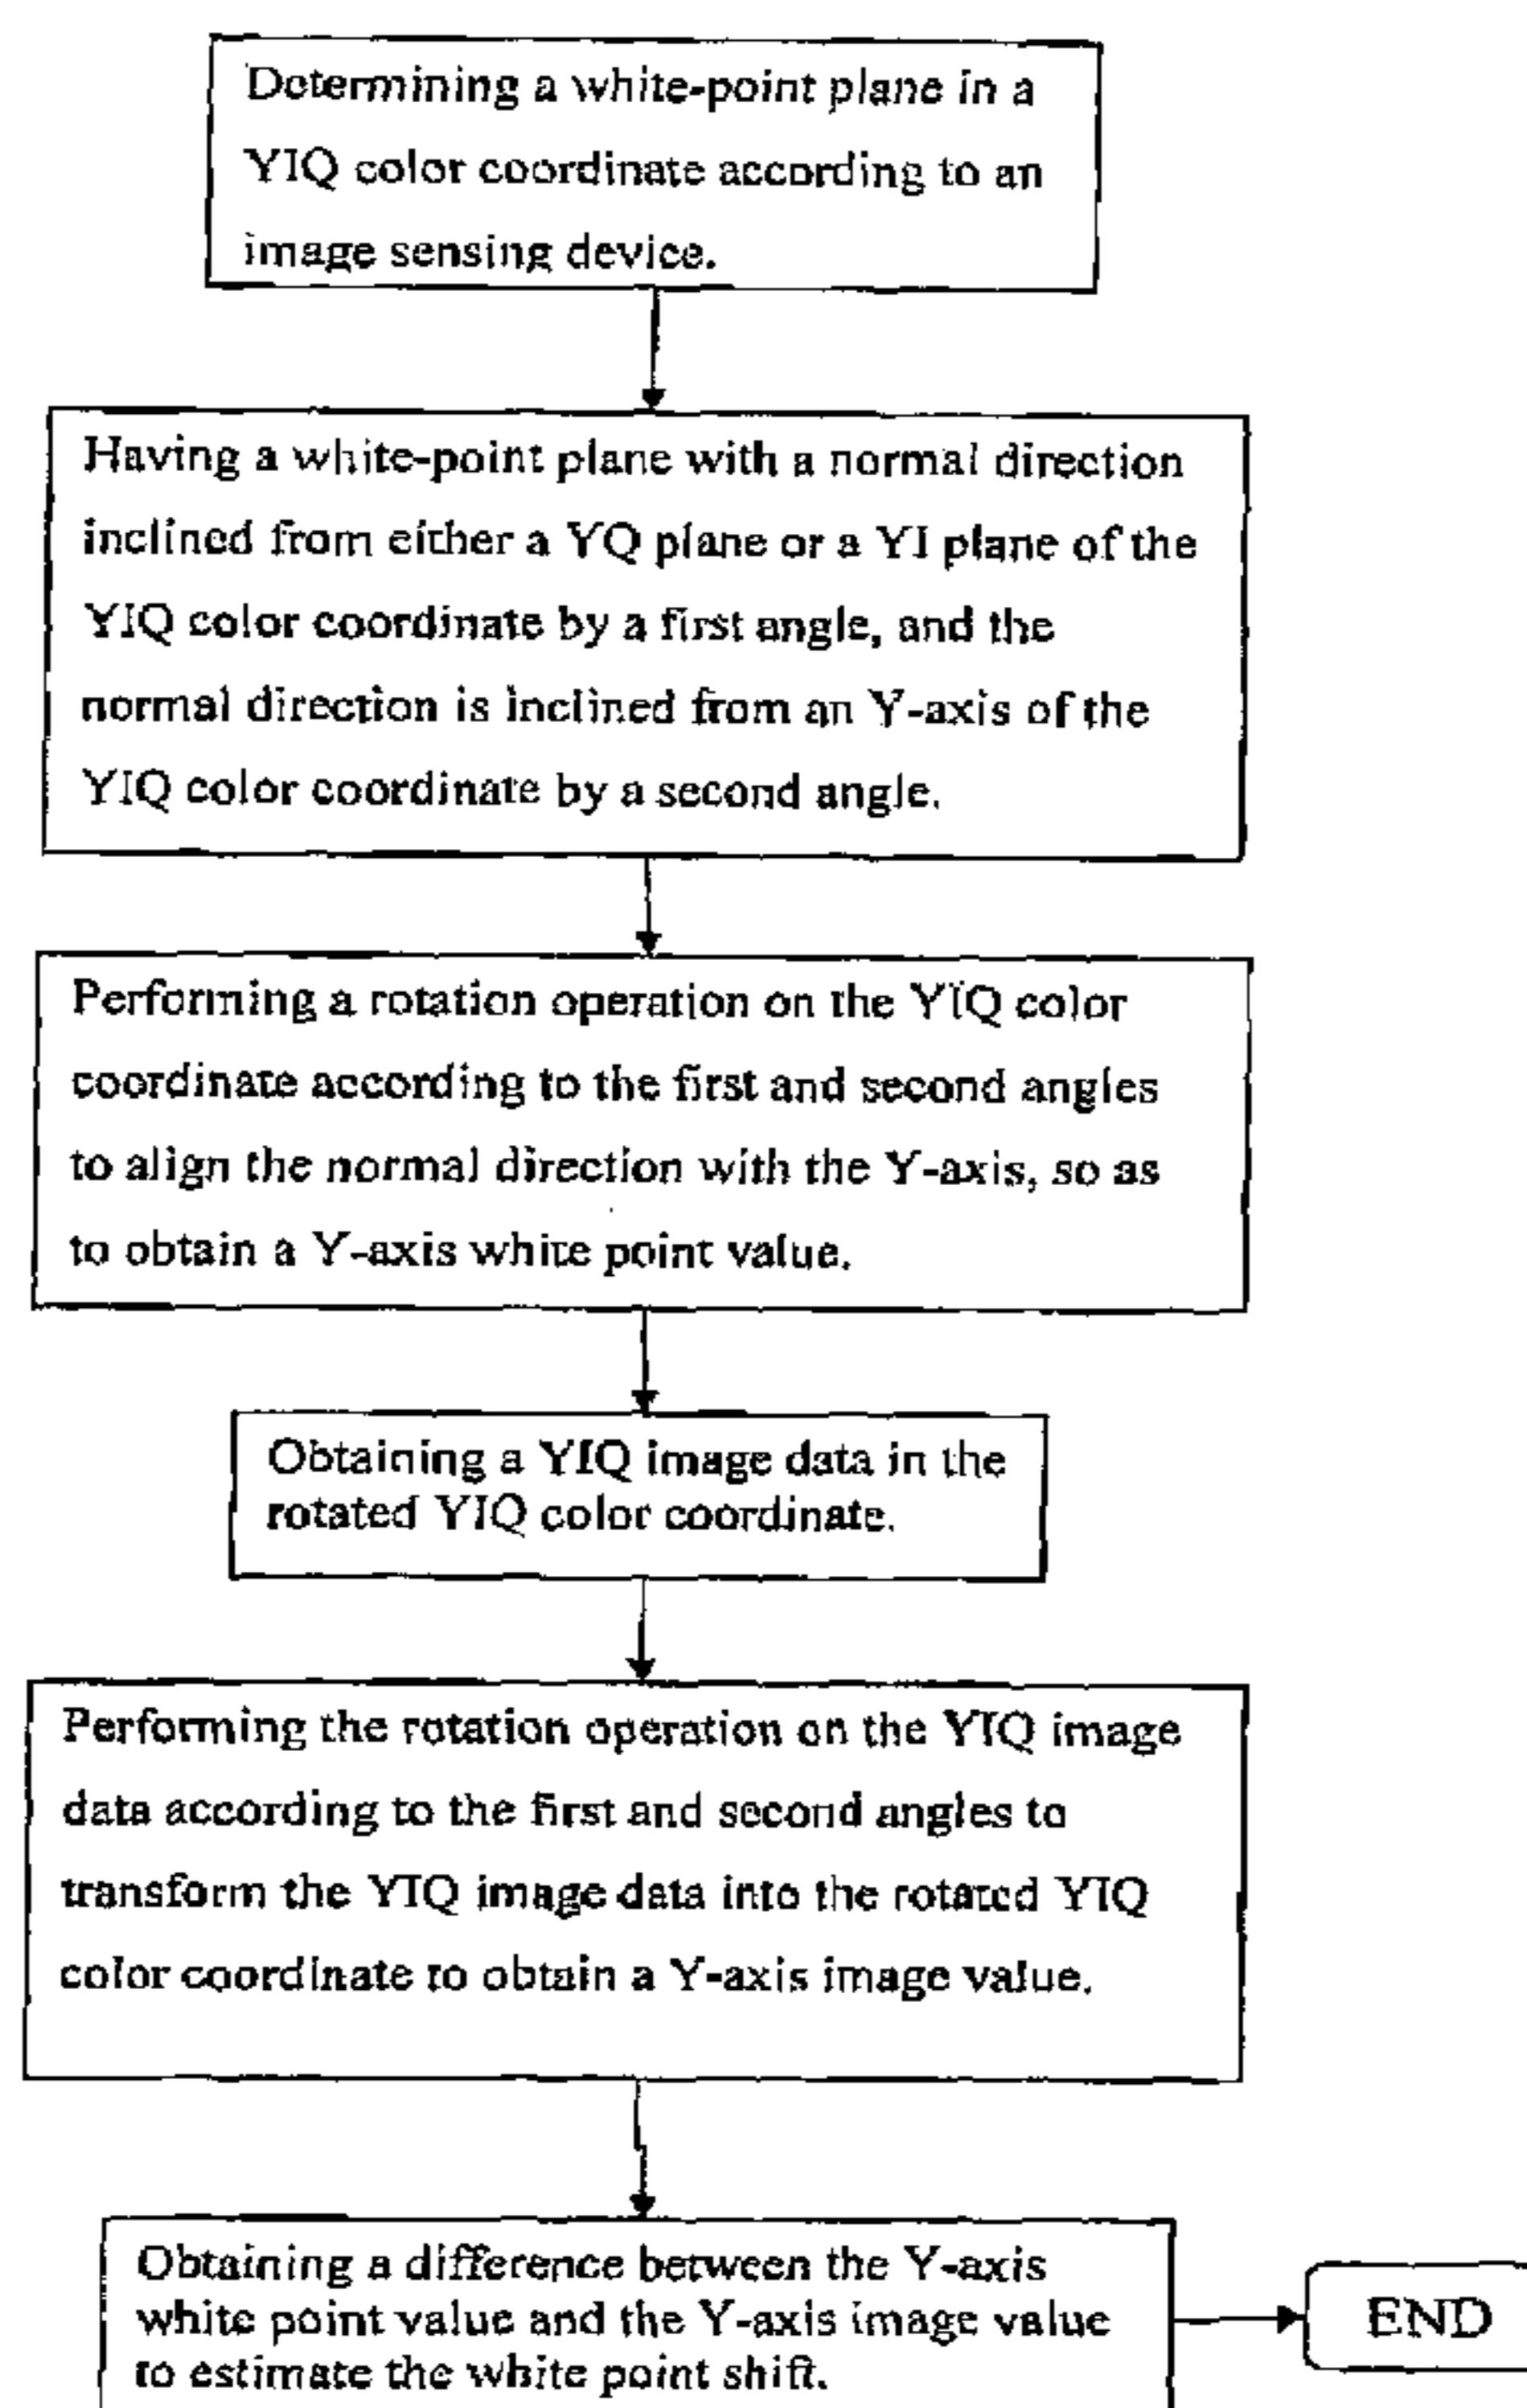 Determining a white-point plane in a
YIQ color coordinate according to an
image sensing device.
Having a white-point plane with a normal direction
inclined from either a YQ plane or a YI plane of the
YIQ color coordinate by a first angle, and the
normal direction is inclined from an Y-axis of the
YIQ color coordinate by a second angle.
Performing a rotation operation on the YIQ color
coordinate according to the first and second angles
to align the normal direction with the Y-axis, so as
to obtain a Y-axis white point value.
Obtaining a YIQ image data in the
rotated YIQ color coordinate.
Performing the rotation operation on the YIQ image
data according to the first and second angles to
transform the YIQ image data into the rotated YIQ
color coordinate to obtain a Y-axis image value.
Obtaining a difference between the Y-axis
white point value and the Y-axis image value
to estimate the white point shift.
END